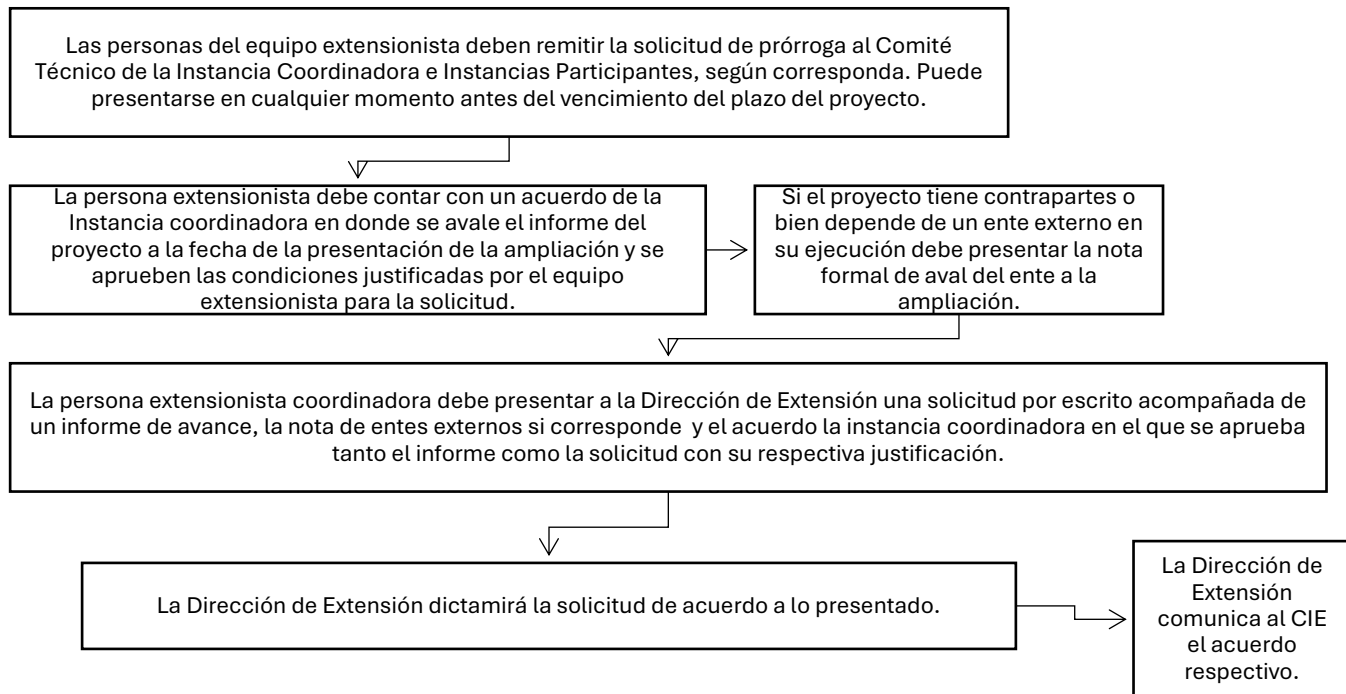 Las personas del equipo extensionista deben remitir la solicitud de prórroga al Comité
Técnico de la Instancia Coordinadora e Instancias Participantes, según corresponda. Puede
presentarse en cualquier momento antes del vencimiento del plazo del proyecto.
La persona extensionista debe contar con un acuerdo de la
Instancia coordinadora en donde se avale el informe del
proyecto a la fecha de la presentación de la ampliación y se
aprueben las condiciones justificadas por el equipo
extensionista para la solicitud.
Si el proyecto tiene contrapartes o
bien depende de un ente externo en
su ejecución debe presentar la nota
formal de aval del ente a la
ampliación.
La persona extensionista coordinadora debe presentar a la Dirección de Extensión una solicitud por escrito acompañada de
un informe de avance, la nota de entes externos si corresponde y el acuerdo la instancia coordinadora en el que se aprueba
tanto el informe como la solicitud con su respectiva justificación.
La Dirección de Extensión dictamirá la solicitud de acuerdo a lo presentado.
La Dirección de
Extensión
comunica al CIE
el acuerdo
respectivo.